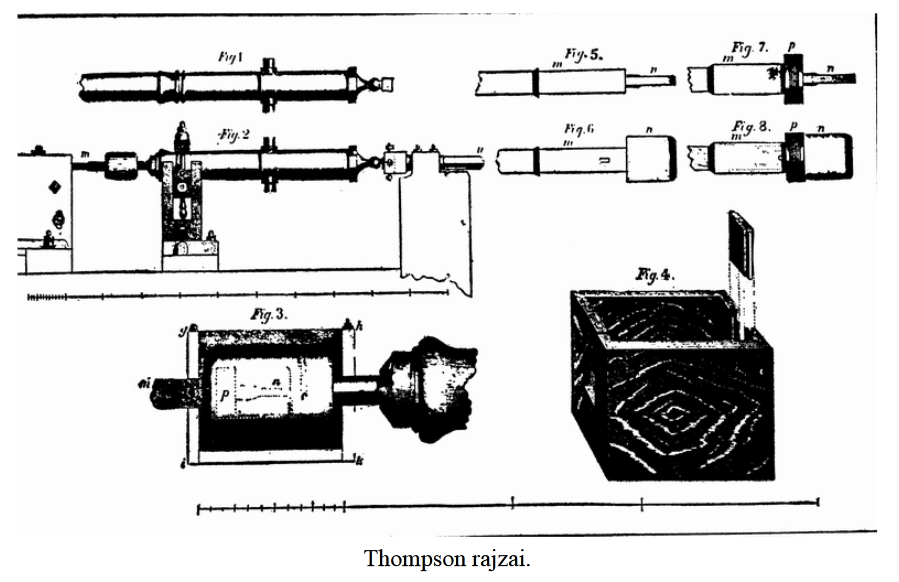 Fig 1
Fig. 5.
m
n
Fig. 7.
m
p
n
Fig. 2
m
n
Fig. 6
m
n
Fig. 8.
m
p
n
Fig. 3.
y
h
m
p
n
c
i
k
Fig. 4.
Thompson rajzai.